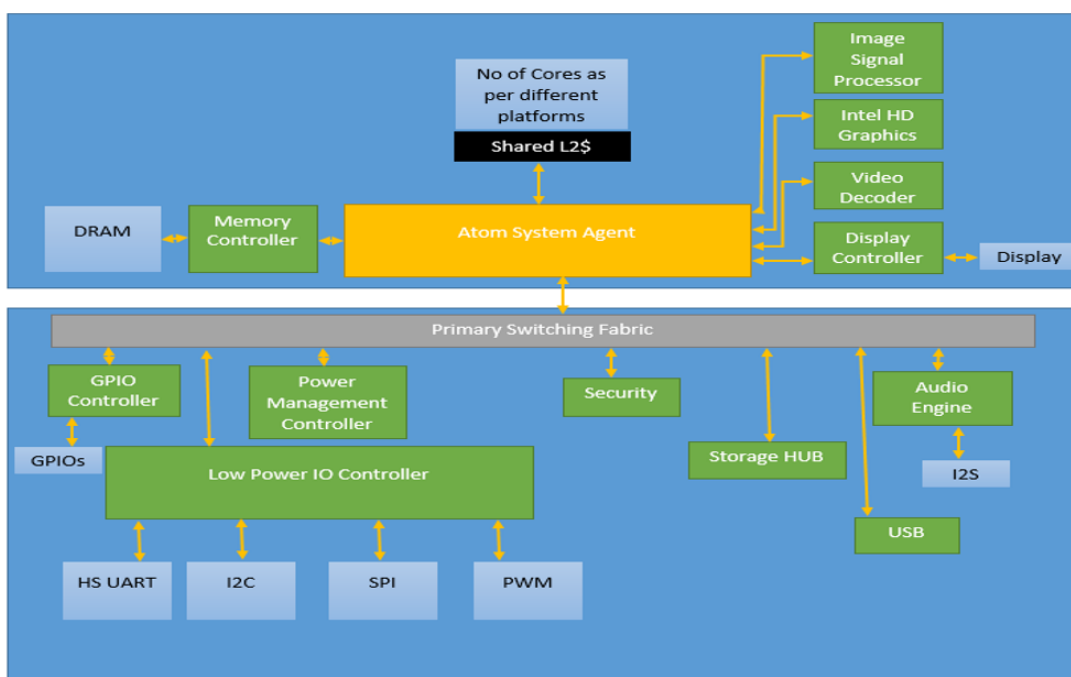 No of Cores as
per different
platforms
Shared L2$
Image
Signal
Processor
Intel HD
Graphics
Video
Decoder
Display
Controller
Display
DRAM
Memory
Controller
Atom System Agent
Primary Switching Fabric
GPIO
Controller
GPIOs
Power
Management
Controller
Security
Audio
Engine
I2S
Low Power IO Controller
Storage HUB
USB
HS UART
I2C
SPI
PWM